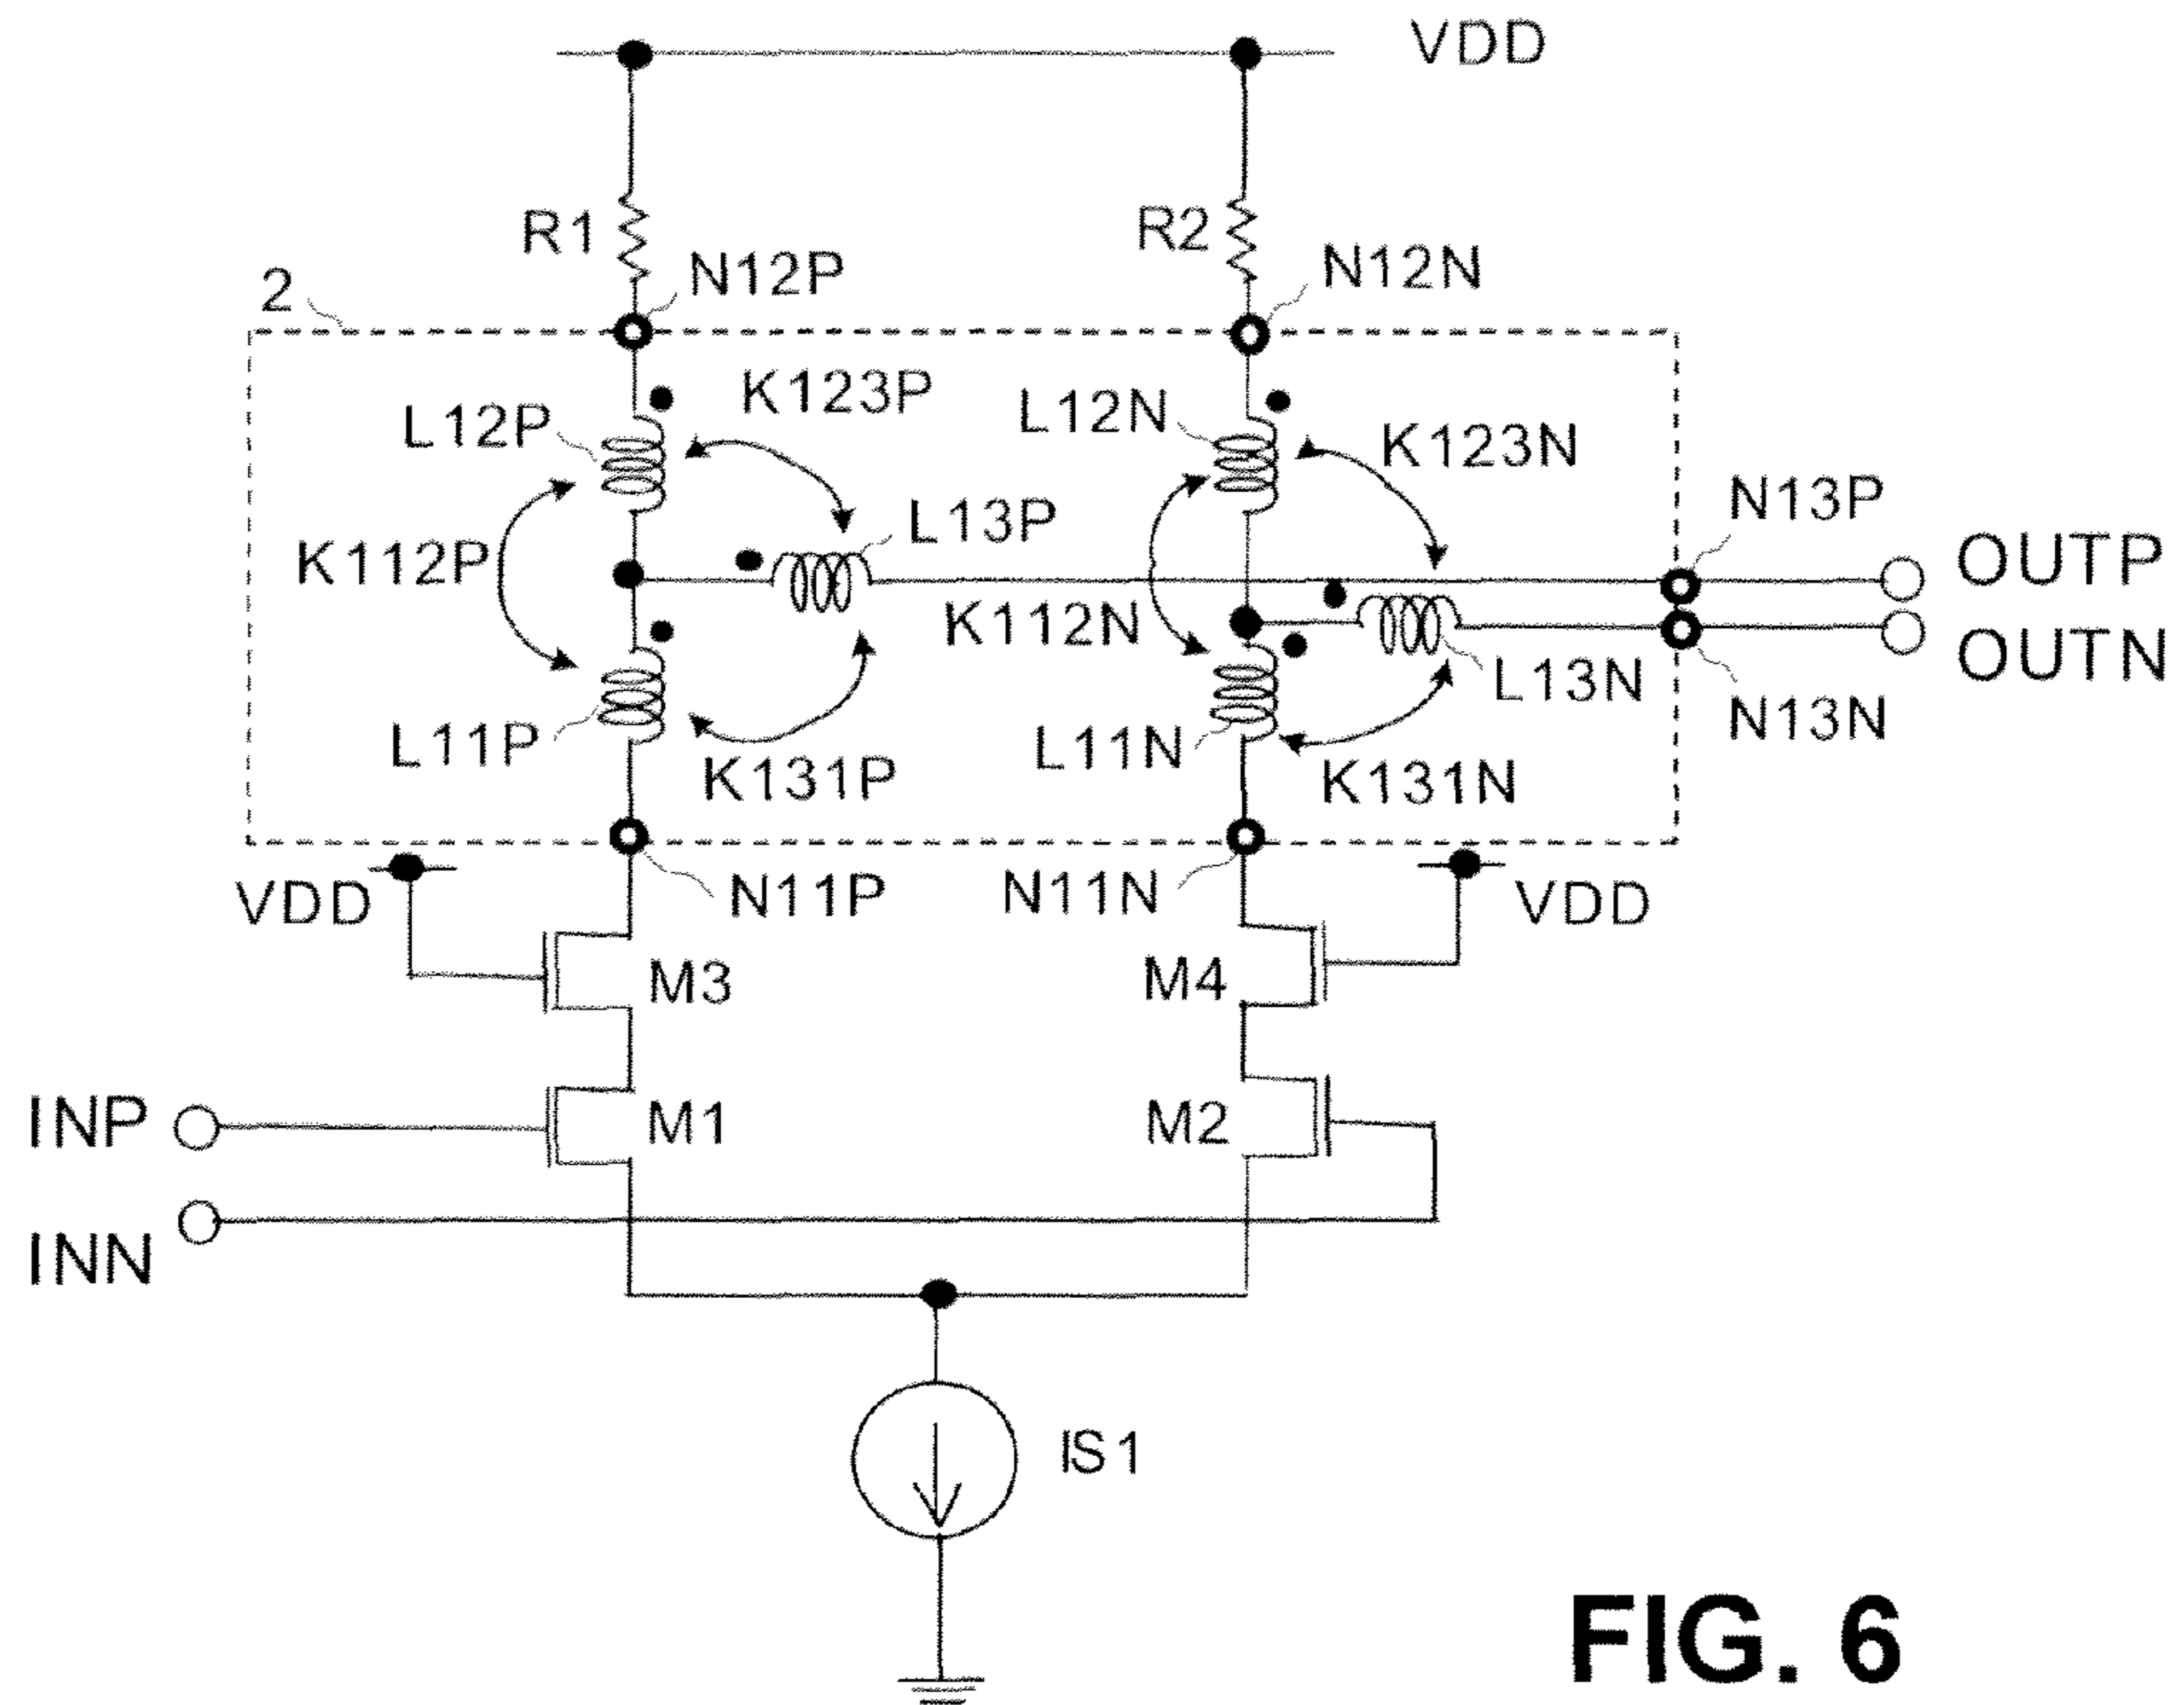 VDD
R1
R2
N12P
N12N
2
K123P
L12P
L12N
K123N
N13P
L13P
OUTP
K112P
K112N
OUTN
L13N
N13N
L11P
L11N
K131P
K131N
VDD
N11P
N11N
VDD
M3
M4
INP
M1
M2
INN
IS1
FIG. 6